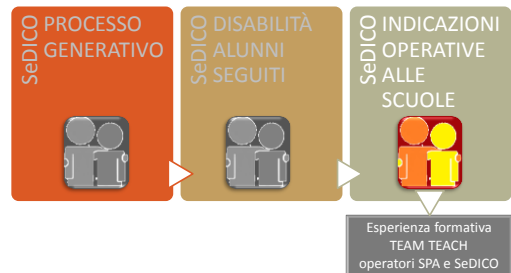 SeDICO
PROCESSO
GENERATIVO
SeDICO
DISABILITÀ
ALUNNI
SEGUITI
SeDICO
INDICAZIONI
OPERATIVE
ALLE
SCUOLE
Esperienza formativa
TEAM TEACH
operatori SPA e SeDICO